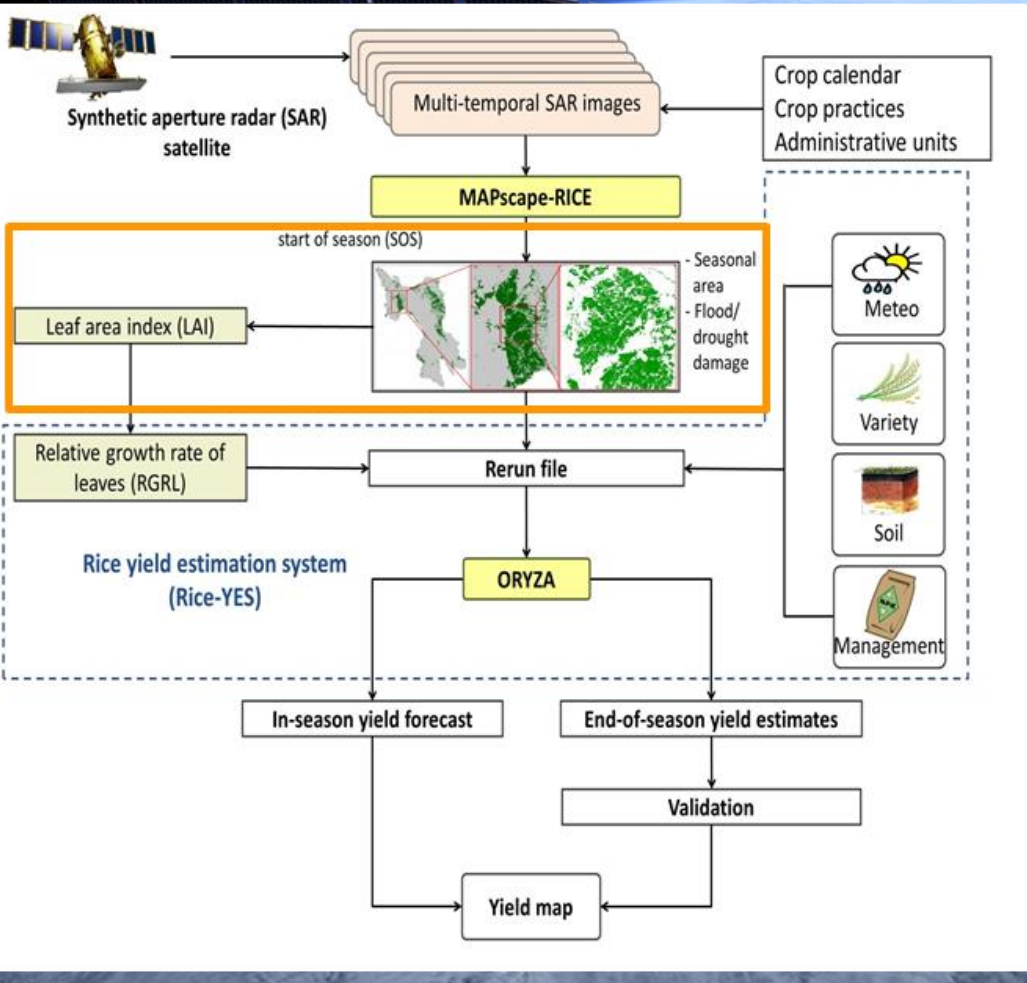 Synthetic aperture radar (SAR)
satellite
Multi-temporal SAR images
Crop calendar
Crop practices
Administrative units
MAPscape-RICE
start of season (SOS)
- Seasonal
area
- Flood/
drought
damage
Leaf area index (LAI)
Meteo
Variety
Soil
Management
Relative growth rate of
leaves (RGRL)
Rerun file
Rice yield estimation system
(Rice-YES)
ORYZA
In-season yield forecast
End-of-season yield estimates
Validation
Yield map